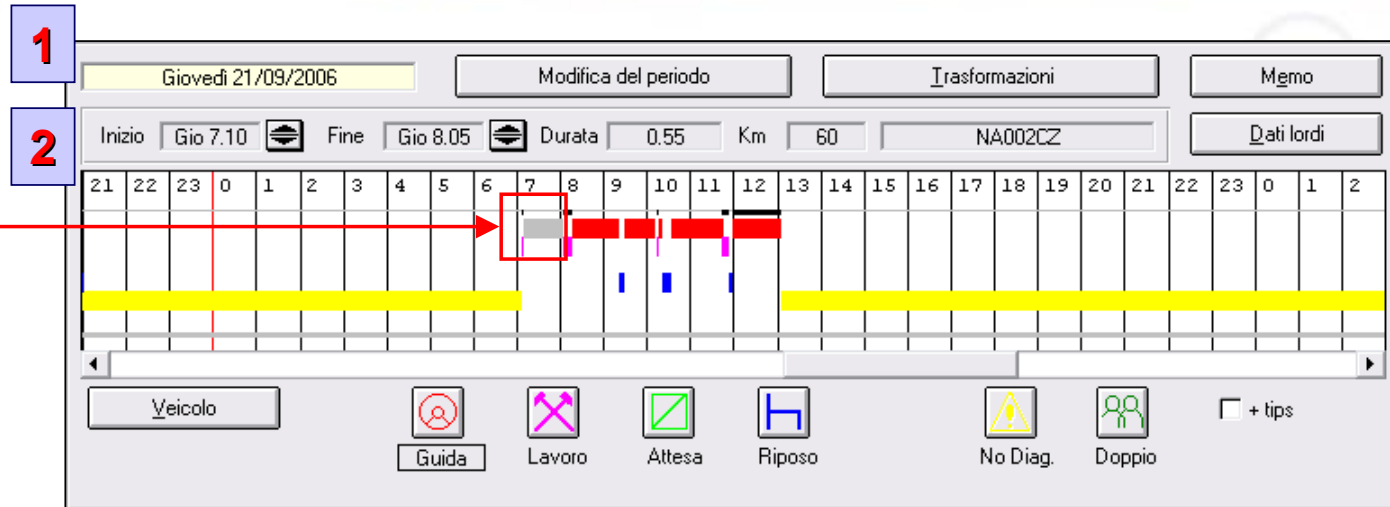 1
Giovedì 21/09/2006 Modifica del periodo Trasformazioni Memo
2
Inizio Gio 7.10 Fine Gio 8.05 Durata 0.55 Km 60 NA002CZ Dati lordi
21 22 23 0 1 2 3 4 5 6 7 8 9 10 11 12 13 14 15 16 17 18 19 20 21 22 23 0 1 2
Veicolo + tips
Guida Lavoro Attesa Riposo No Diag. Doppio